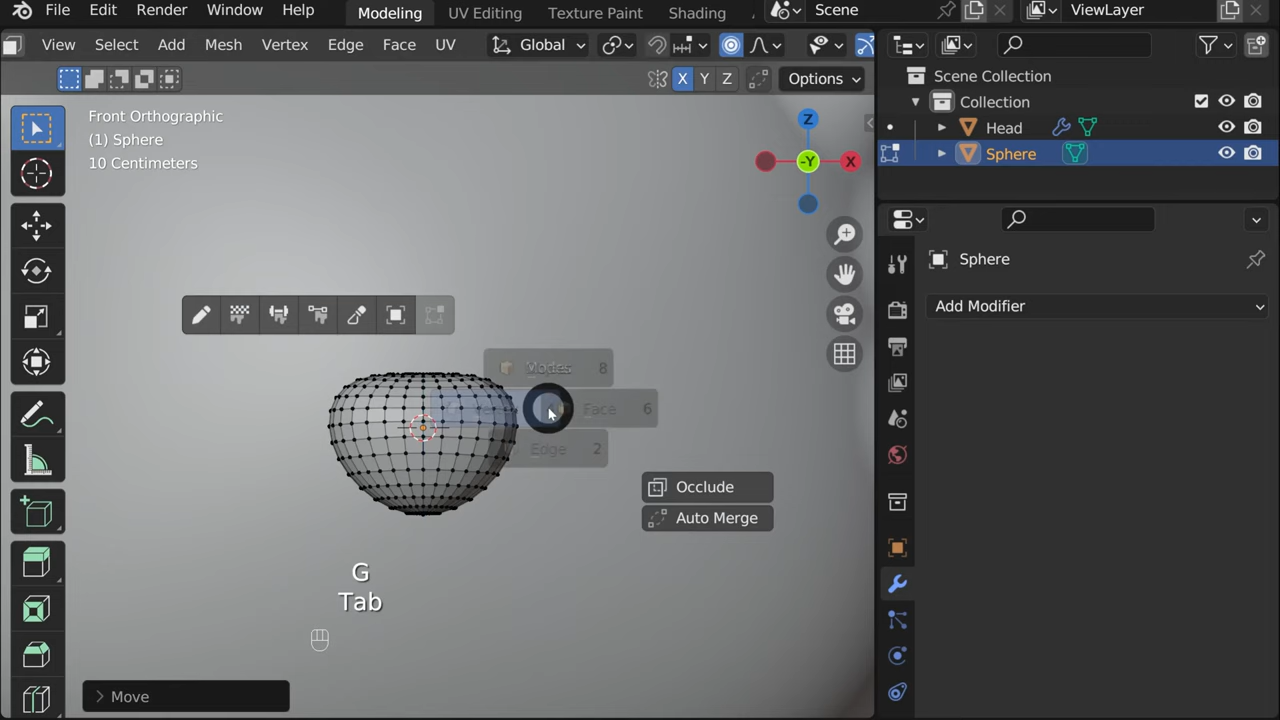 File Edit Render Window Help Modeling UV Editing Texture Paint Shading Scene ViewLayer
View Select Add Mesh Vertex Edge Face UV Global
X Y Z Options
Front Orthographic
(1) Sphere
10 Centimeters
Z
-Y X
Modes 8
Face 6
Edge 2
Occlude
Auto Merge
G
Tab
Move
Scene Collection
Collection
Head
Sphere
Sphere
Add Modifier